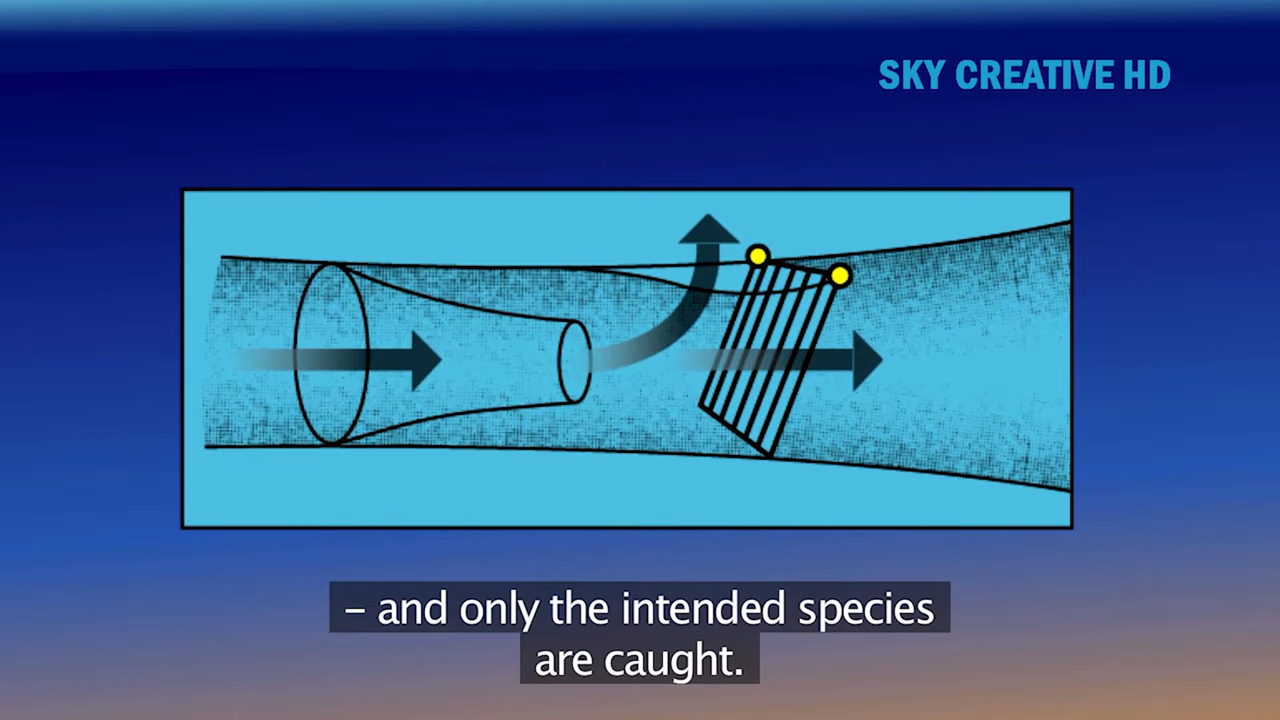 SKY CREATIVE HD
– and only the intended species
are caught.